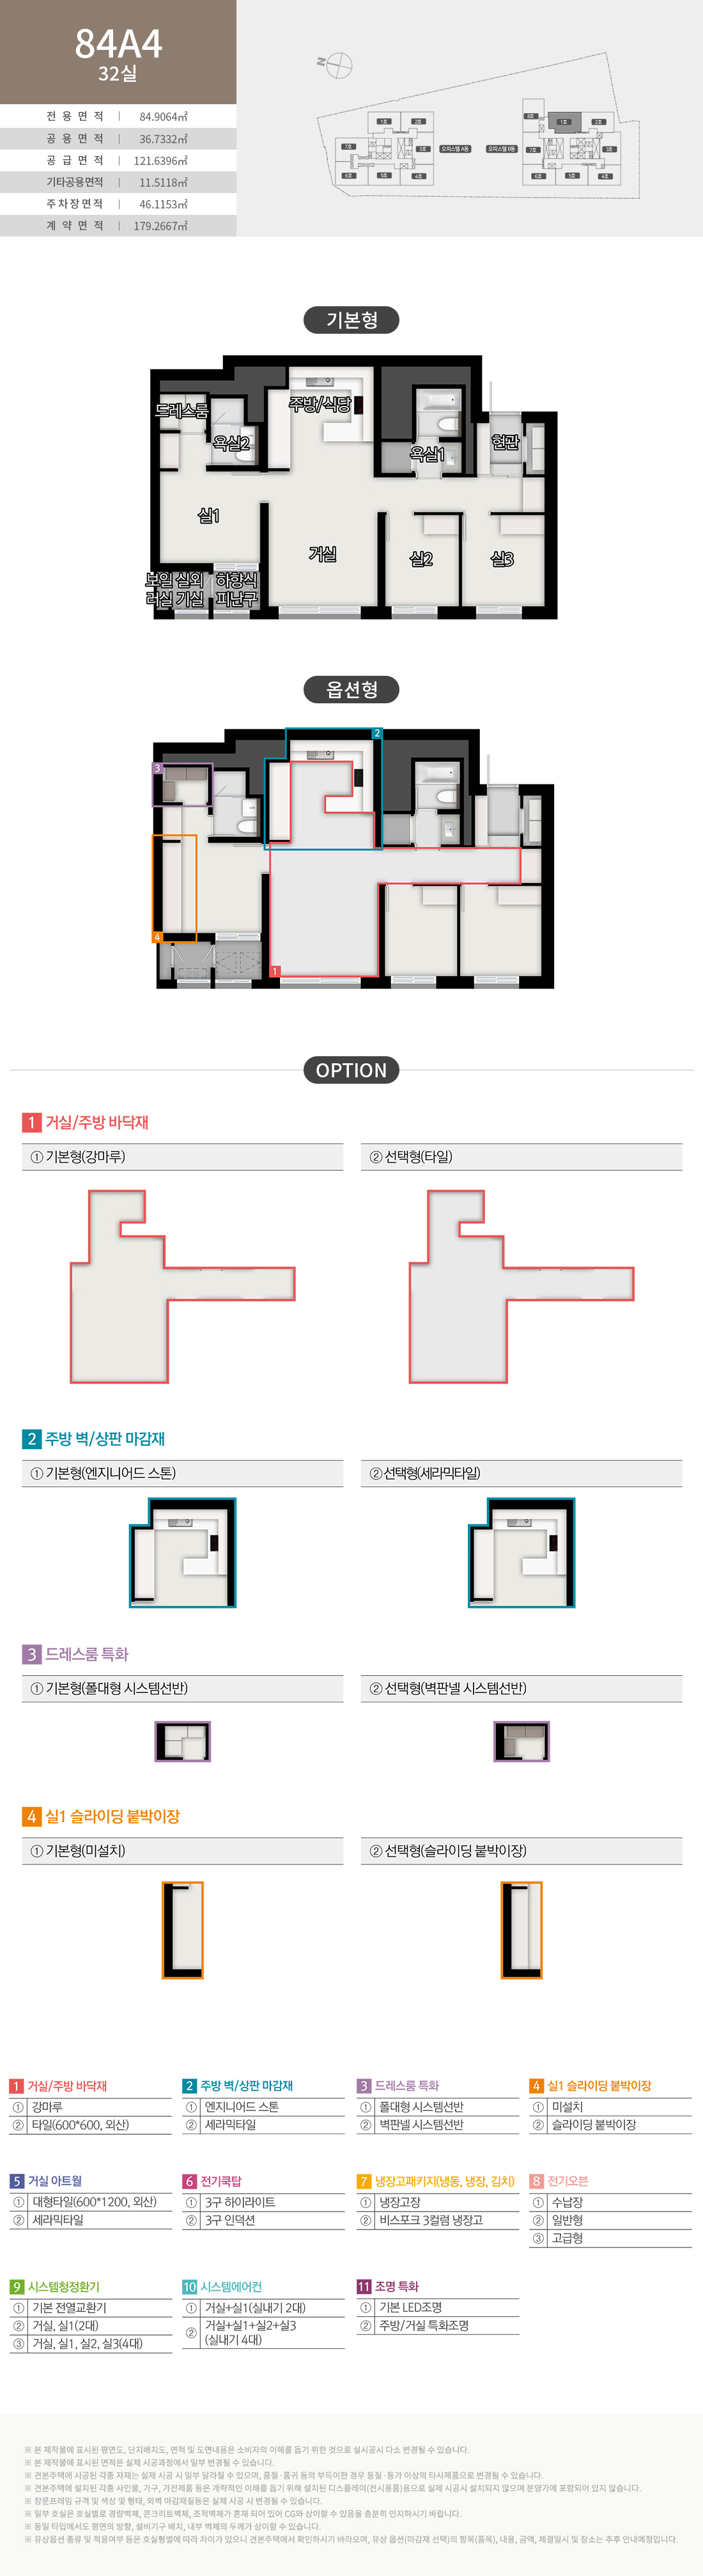 84A4
32실
전 용 면 적 | 84.9064㎡
공 용 면 적 | 36.7332㎡
공 급 면 적 | 121.6396㎡
기타공용면적 | 11.5118㎡
주차장면적 | 46.1153㎡
계 약 면 적 | 179.2667㎡
N
1호 2호
7호 3호
6호 5호 4호
오피스텔 A동
오피스텔 B동
8호 1호 2호
7호 3호
6호 5호 4호
기본형
드레스룸
욕실2
주방/식당
욕실1
현관
실1
거실
실2
실3
보일 실외 하향식
러실 기실 피난구
옵션형
2
3
4
1
OPTION
1 거실/주방 바닥재
① 기본형(강마루)
② 선택형(타일)
2 주방 벽/상판 마감재
① 기본형(엔지니어드 스톤)
② 선택형(세라믹타일)
3 드레스룸 특화
① 기본형(폴대형 시스템선반)
② 선택형(벽판넬 시스템선반)
4 실1 슬라이딩 붙박이장
① 기본형(미설치)
② 선택형(슬라이딩 붙박이장)
1 거실/주방 바닥재
① 강마루
② 타일(600*600, 외산)
2 주방 벽/상판 마감재
① 엔지니어드 스톤
② 세라믹타일
3 드레스룸 특화
① 폴대형 시스템선반
② 벽판넬 시스템선반
4 실1 슬라이딩 붙박이장
① 미설치
② 슬라이딩 붙박이장
5 거실 아트월
① 대형타일(600*1200, 외산)
② 세라믹타일
6 전기쿡탑
① 3구 하이라이트
② 3구 인덕션
7 냉장고패키지(냉동, 냉장, 김치)
① 냉장고장
② 비스포크 3컬럼 냉장고
8 전기오븐
① 수납장
② 일반형
③ 고급형
9 시스템청정환기
① 기본 전열교환기
② 거실, 실1(2대)
③ 거실, 실1, 실2, 실3(4대)
10 시스템에어컨
① 거실+실1(실내기 2대)
② 거실+실1+실2+실3
(실내기 4대)
11 조명 특화
① 기본 LED조명
② 주방/거실 특화조명
※ 본 제작물에 표시된 평면도, 단지배치도, 면적 및 도면내용은 소비자의 이해를 돕기 위한 것으로 실시공시 다소 변경될 수 있습니다.
※ 본 제작물에 표시된 면적은 실제 시공과정에서 일부 변경될 수 있습니다.
※ 견본주택에 시공된 각종 자재는 실제 시공 시 일부 달라질 수 있으며, 품절·품귀 등의 부득이한 경우 동질·동가 이상의 타사제품으로 변경될 수 있습니다.
※ 견본주택에 설치된 각종 사인물, 가구, 가전제품 등은 개략적인 이해를 돕기 위해 설치된 디스플레이(전시용품)용으로 실제 시공시 설치되지 않으며 분양가에 포함되어 있지 않습니다.
※ 창문프레임 규격 및 색상 및 형태, 외벽 마감재질등은 실제 시공 시 변경될 수 있습니다.
※ 일부 호실은 호실별로 경량벽체, 콘크리트벽체, 조적벽체가 혼재 되어 있어 CG와 상이할 수 있음을 충분히 인지하시기 바랍니다.
※ 동일 타입에서도 평면의 방향, 설비기구 배치, 내부 벽체의 두께가 상이할 수 있습니다.
※ 유상옵션 종류 및 적용여부 등은 호실형별에 따라 차이가 있으니 견본주택에서 확인하시기 바라오며, 유상 옵션(마감재 선택)의 항목(품목), 내용, 금액, 체결일시 및 장소는 추후 안내예정입니다.